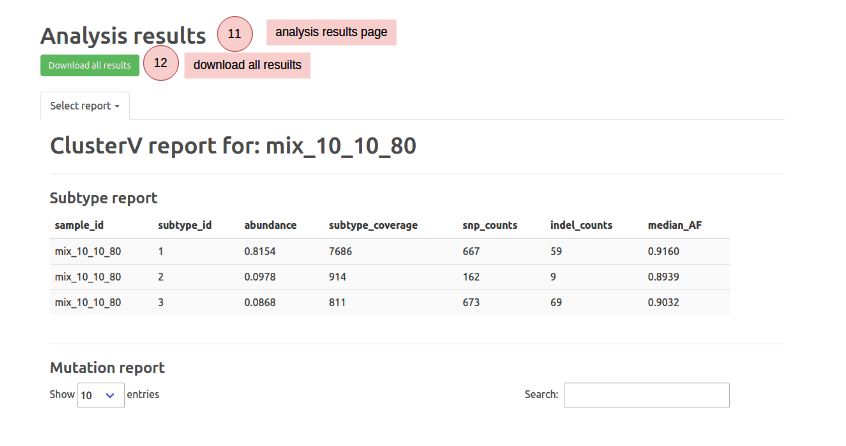 Analysis results 11 analysis results page
Download all results 12 download all reseults
Select report
ClusterV report for: mix_10_10_80
Subtype report
sample_id subtype_id abundance subtype_coverage snp_counts indel_counts median_AF
mix_10_10_80 1 0.8154 7686 667 59 0.9160
mix_10_10_80 2 0.0978 914 162 9 0.8939
mix_10_10_80 3 0.0868 811 673 69 0.9032
Mutation report
Show 10 entries Search: